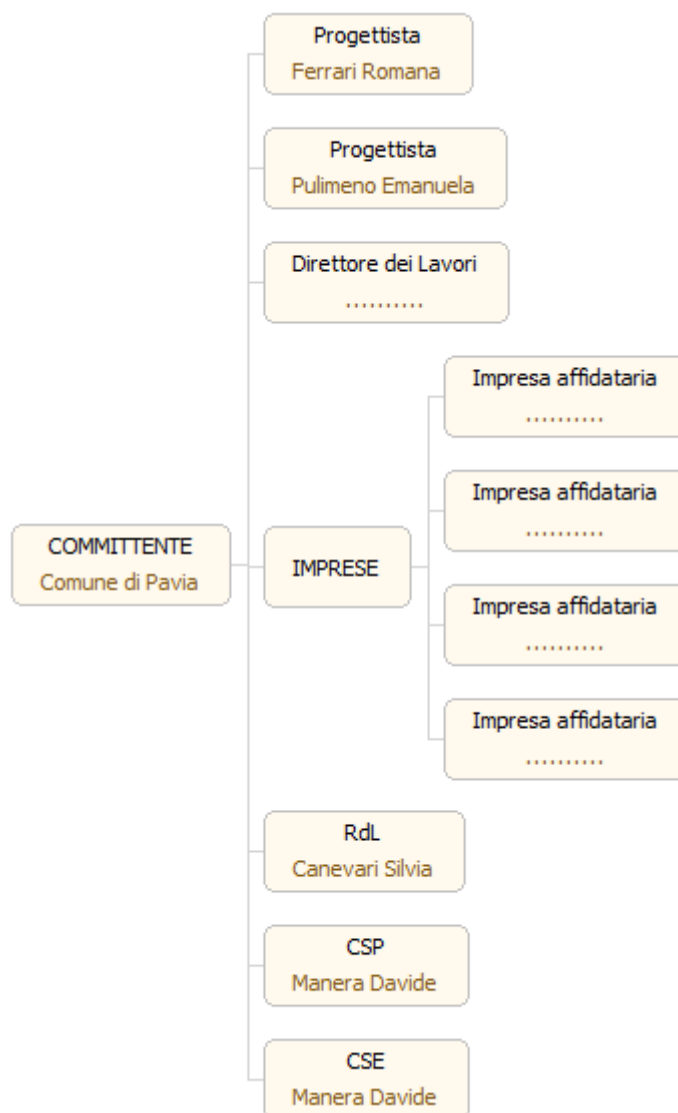 Progettista
Ferrari Romana
Progettista
Pulimeno Emanuela
Direttore dei Lavori
..........
Impresa affidataria
..........
Impresa affidataria
..........
COMMITTENTE
Comune di Pavia
IMPRESE
Impresa affidataria
..........
Impresa affidataria
..........
RdL
Canevari Silvia
CSP
Manera Davide
CSE
Manera Davide